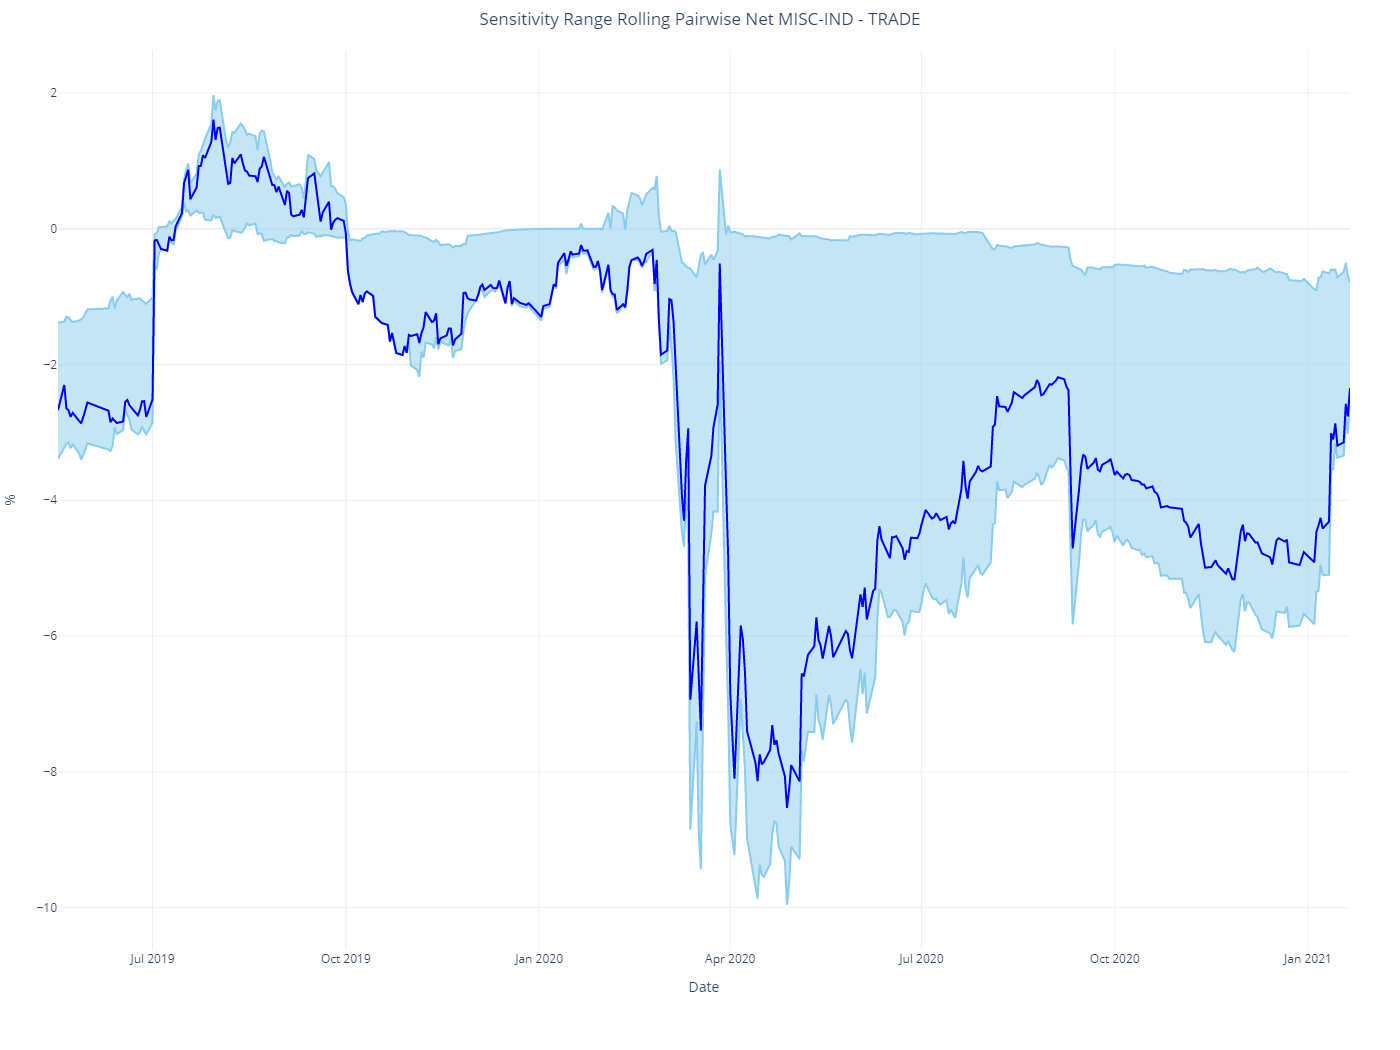 Sensitivity Range Rolling Pairwise Net MISC-IND - TRADE
2
0
−2
−4
−6
−8
−10
%
Jul 2019
Oct 2019
Jan 2020
Apr 2020
Jul 2020
Oct 2020
Jan 2021
Date